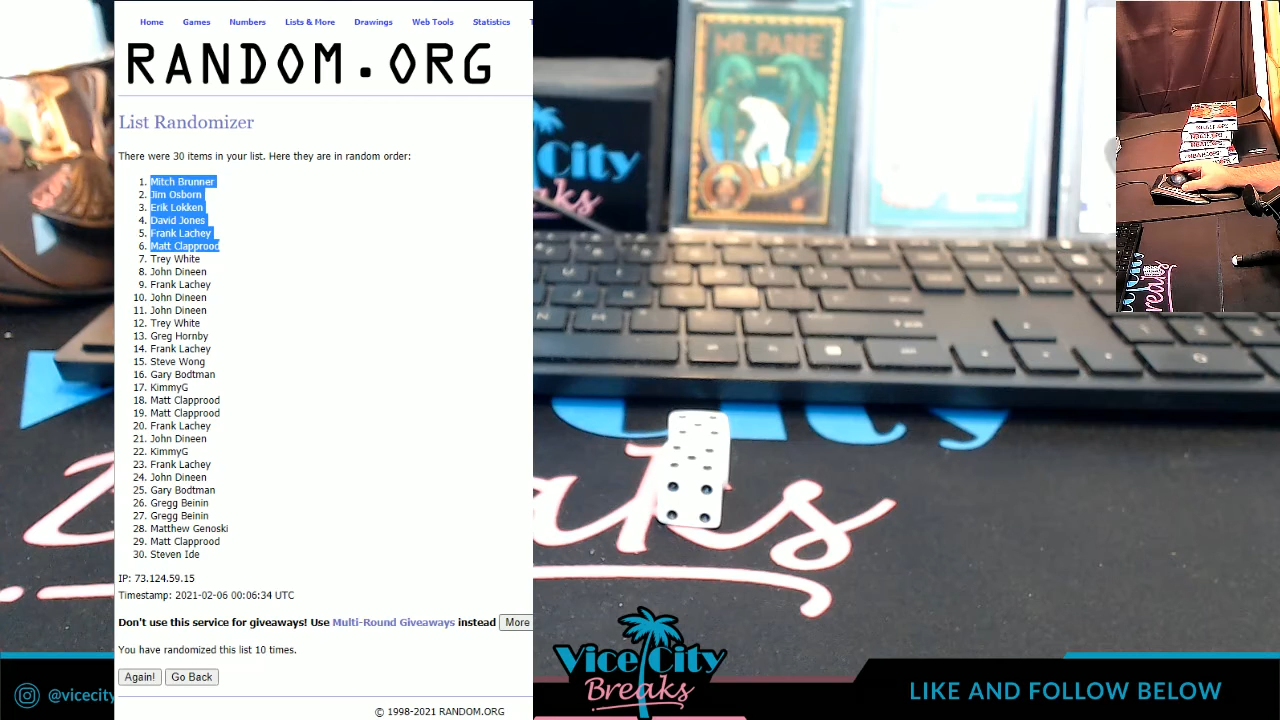 Home Games Numbers Lists & More Drawings Web Tools Statistics
RANDOM.ORG
List Randomizer
There were 30 items in your list. Here they are in random order:
1. Mitch Brunner
2. Jim Osborn
3. Erik Lokken
4. David Jones
5. Frank Lachey
6. Matt Clapprood
7. Trey White
8. John Dineen
9. Frank Lachey
10. John Dineen
11. John Dineen
12. Trey White
13. Greg Hornby
14. Frank Lachey
15. Steve Wong
16. Gary Bodtman
17. KimmyG
18. Matt Clapprood
19. Matt Clapprood
20. Frank Lachey
21. John Dineen
22. KimmyG
23. Frank Lachey
24. John Dineen
25. Gary Bodtman
26. Gregg Beinin
27. Gregg Beinin
28. Matthew Genoski
29. Matt Clapprood
30. Steven Ide
IP: 73.124.59.15
Timestamp: 2021-02-06 00:06:34 UTC
Don't use this service for giveaways! Use Multi-Round Giveaways instead More
You have randomized this list 10 times.
Again! Go Back
© 1998-2021 RANDOM.ORG
MR. PADRE
City
Breaks
Vice City
Breaks
@vicecity
LIKE AND FOLLOW BELOW
Breaks